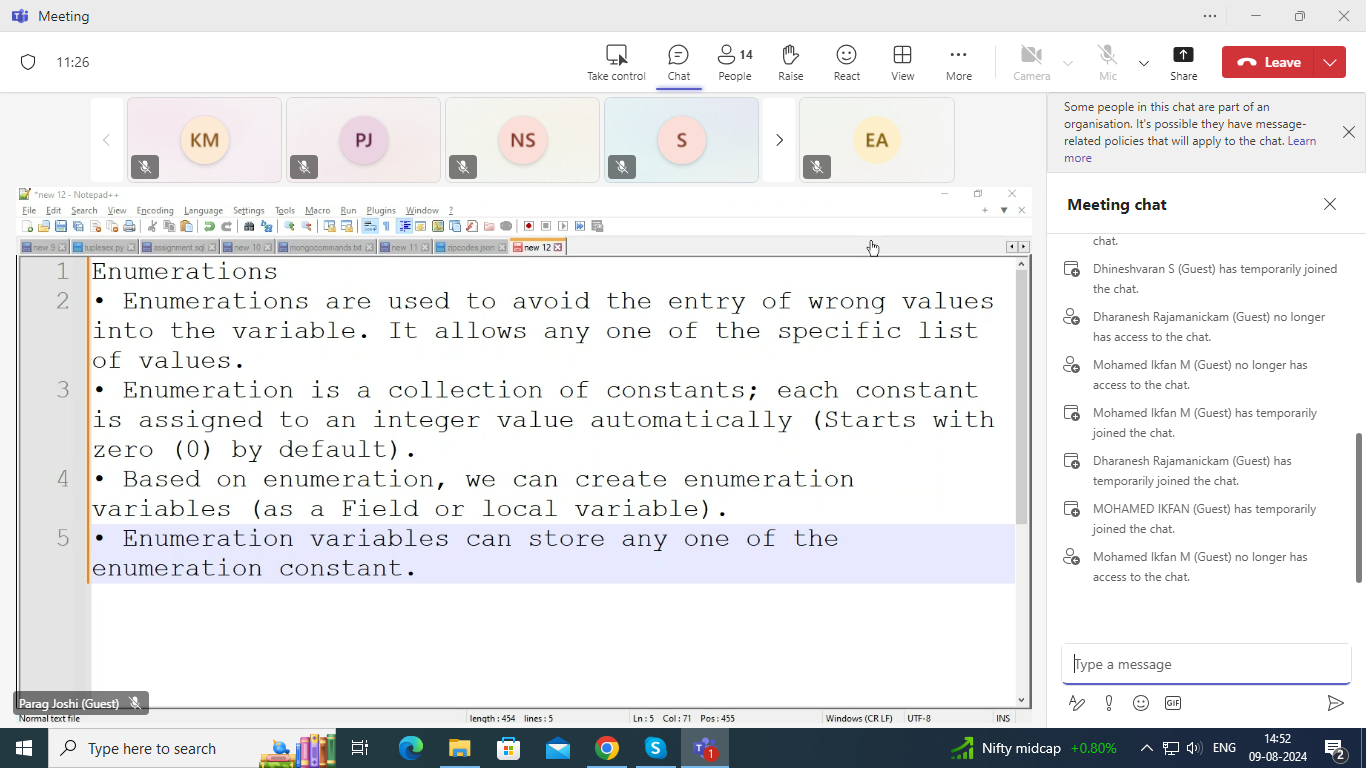 Meeting
11:26
Take control
Chat
14
People
Raise
React
View
More
Camera
Mic
Share
Leave
KM
PJ
NS
S
EA
Some people in this chat are part of an
organisation. It's possible they have message-
related policies that will apply to the chat. Learn
more
*new 12 - Notepad++
File Edit Search View Encoding Language Settings Tools Macro Run Plugins Window ?
new 9 tuplesex.py assignment.sql new 10 mongocommands.txt new 11 zipcodes.json new 12
1 Enumerations
2 • Enumerations are used to avoid the entry of wrong values
into the variable. It allows any one of the specific list
of values.
3 • Enumeration is a collection of constants; each constant
is assigned to an integer value automatically (Starts with
zero (0) by default).
4 • Based on enumeration, we can create enumeration
variables (as a Field or local variable).
5 • Enumeration variables can store any one of the
enumeration constant.
Parag Joshi (Guest)
Normal text file length : 454 lines : 5 Ln : 5 Col : 71 Pos : 455 Windows (CR LF) UTF-8 INS
Meeting chat
chat.
Dhineshvaran S (Guest) has temporarily joined
the chat.
Dharanesh Rajamanickam (Guest) no longer
has access to the chat.
Mohamed Ikfan M (Guest) no longer has
access to the chat.
Mohamed Ikfan M (Guest) has temporarily
joined the chat.
Dharanesh Rajamanickam (Guest) has
temporarily joined the chat.
MOHAMED IKFAN (Guest) has temporarily
joined the chat.
Mohamed Ikfan M (Guest) no longer has
access to the chat.
Type a message
GIF
Type here to search
1
Nifty midcap +0.80%
ENG
14:52
09-08-2024
2